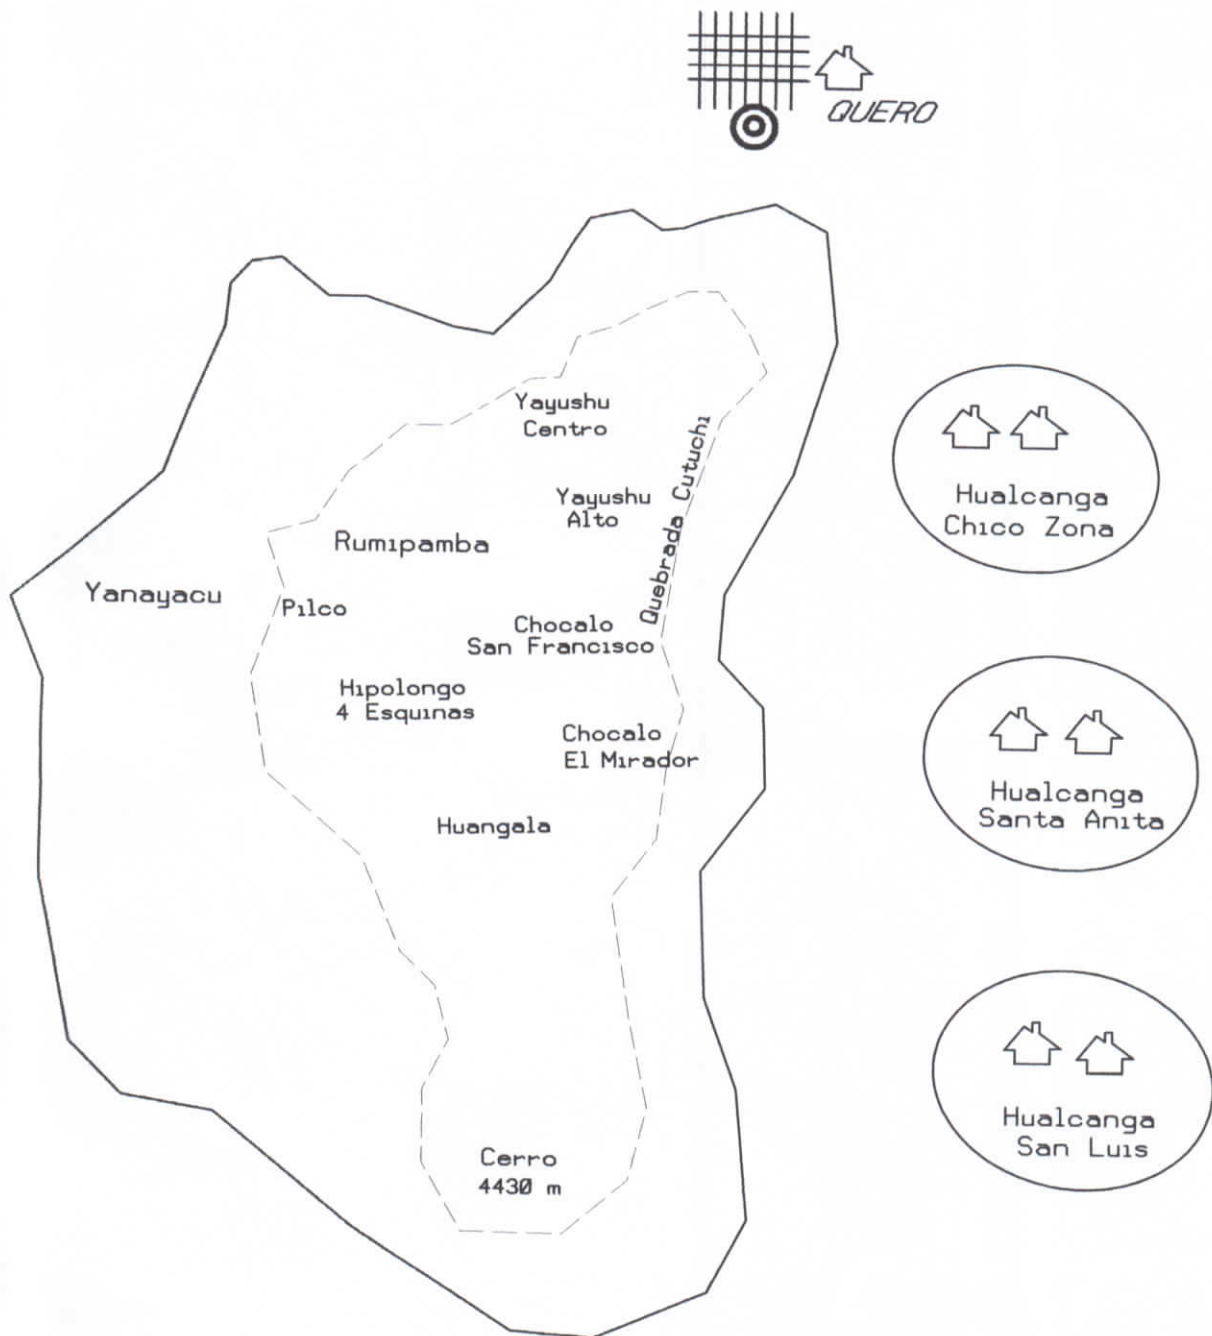 QUERO
Yayushu
Centro
Quebrada Cutuchi
Yayushu
Alto
Hualcanga
Chico Zona
Rumipamba
Yanayacu
Pilco
Chocalo
San Francisco
Hipolongo
4 Esquinas
Chocalo
El Mirador
Hualcanga
Santa Anita
Huangala
Hualcanga
San Luis
Cerro
4430 m